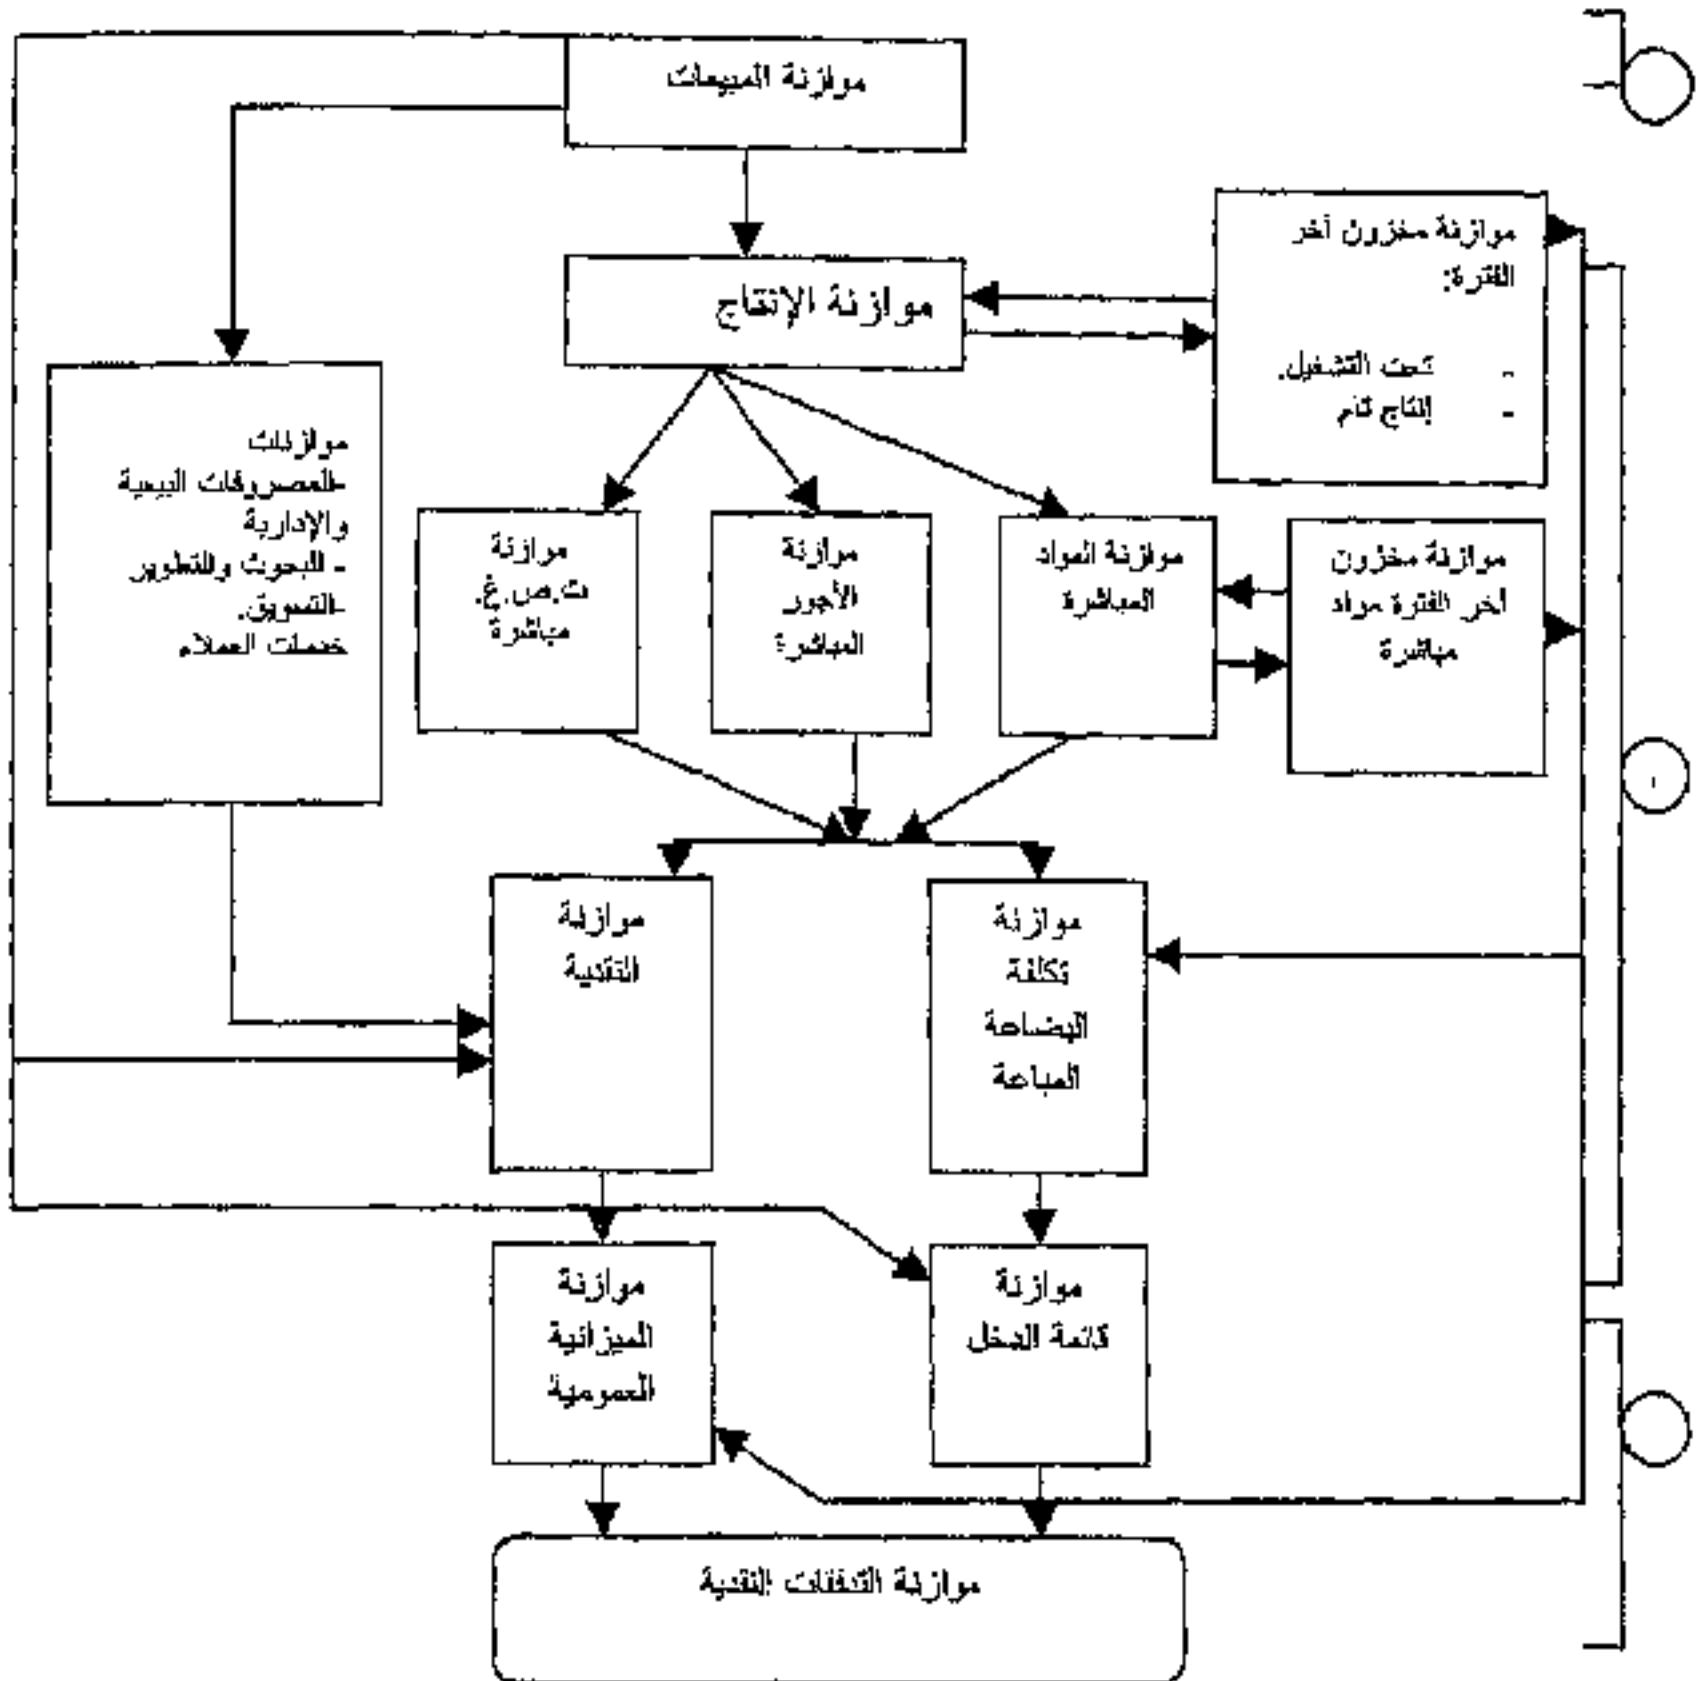 موازنة المبيعات
موازنة الإنتاج
موازنة مخزون آخر
الفترة:
- تحت التشغيل.
- إنتاج تام
موازنات
-المصروفات البيعية
والإدارية
- البحوث والتطوير
-التسويق.
خدمات العملاء
موازنة
ت.ص.غ.
مباشرة
موازنة
الأجور
المباشرة
موازنة المواد
المباشرة
موازنة مخزون
آخر الفترة مواد
مباشرة
موازنة
النقدية
موازنة
تكلفة
البضاعة
المباعة
موازنة
الميزانية
العمومية
موازنة
قائمة الدخل
موازنة التدفقات النقدية